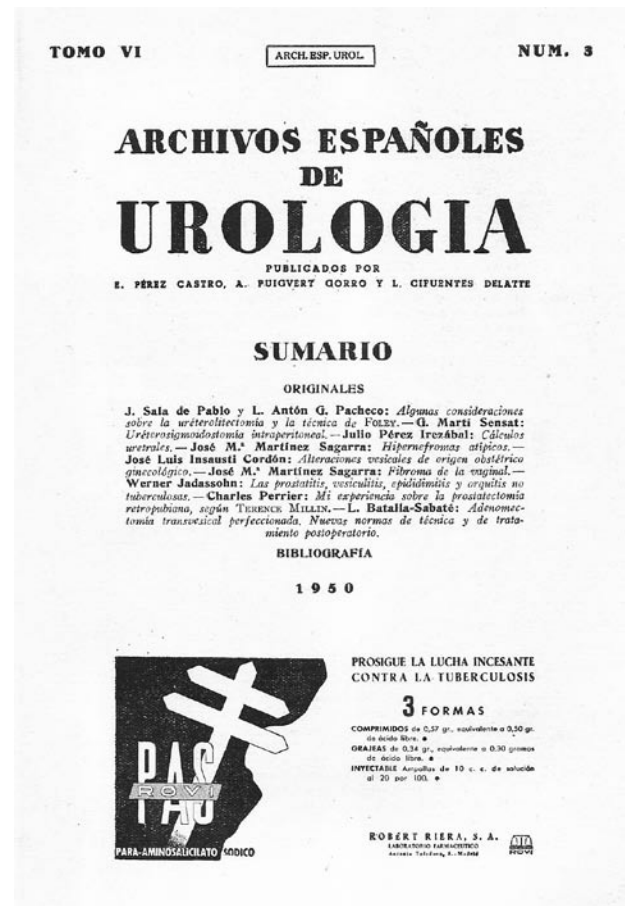 TOMO VI
ARCH. ESP. UROL.
NUM. 3
ARCHIVOS ESPAÑOLES
DE
UROLOGIA
PUBLICADOS POR
E. PÉREZ CASTRO, A. PUIGVERT GORRO Y L. CIFUENTES DELATTE
SUMARIO
ORIGINALES
J. Sala de Pablo y L. Antón G. Pacheco: Algunas consideraciones
sobre la uréterolitectomía y la técnica de FOLEY.—G. Martí Sensat:
Uréterosigmoidostomía intraperitoneal.—Julio Pérez Irezábal: Cálculos
uretrales.—José M.ª Martínez Sagarra: Hipernefromas atípicos.—
José Luis Insausti Cordón: Alteraciones vesicales de origen obstétrico
ginecológico.—José M.ª Martínez Sagarra: Fibroma de la vaginal.—
Werner Jadassohn: Las prostatitis, vesiculitis, epididimitis y orquitis no
tuberculosas.—Charles Perrier: Mi experiencia sobre la prostatectomía
retropubiana, según TERENCE MILLIN.—L. Batalla-Sabaté: Adenomec-
tomía transvesical perfeccionada. Nuevas normas de técnica y de trata-
miento postoperatorio.
BIBLIOGRAFÍA
1950
PROSIGUE LA LUCHA INCESANTE
CONTRA LA TUBERCULOSIS
3 FORMAS
COMPRIMIDOS de 0,57 gr., equivalente a 0,50 gr.
de ácido libre.
GRAJEAS de 0,34 gr., equivalente a 0,30 gramos
de ácido libre.
INYECTABLE Ampollas de 10 c. c. de solución
al 20 por 100.
PAS
ROVI
PAS
PARA-AMINOSALICILATO SODICO
ROBERT RIERA, S. A.
LABORATORIO FARMACEUTICO
ROVI